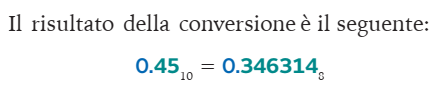 Il risultato della conversione è il seguente:
0.45₁₀ = 0.346314₈